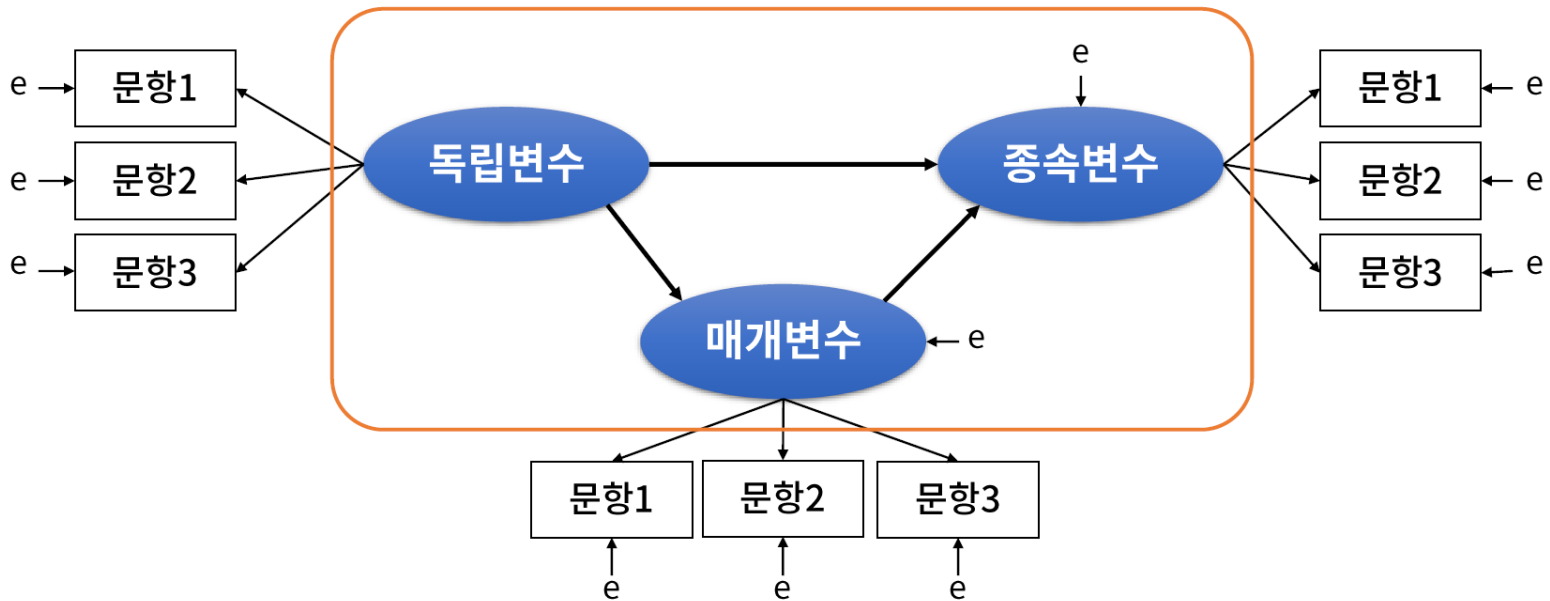 e
e 문항1
독립변수
종속변수
문항1 e
e 문항2
문항2 e
e 문항3
문항3 e
매개변수 e
문항1 문항2 문항3
e e e